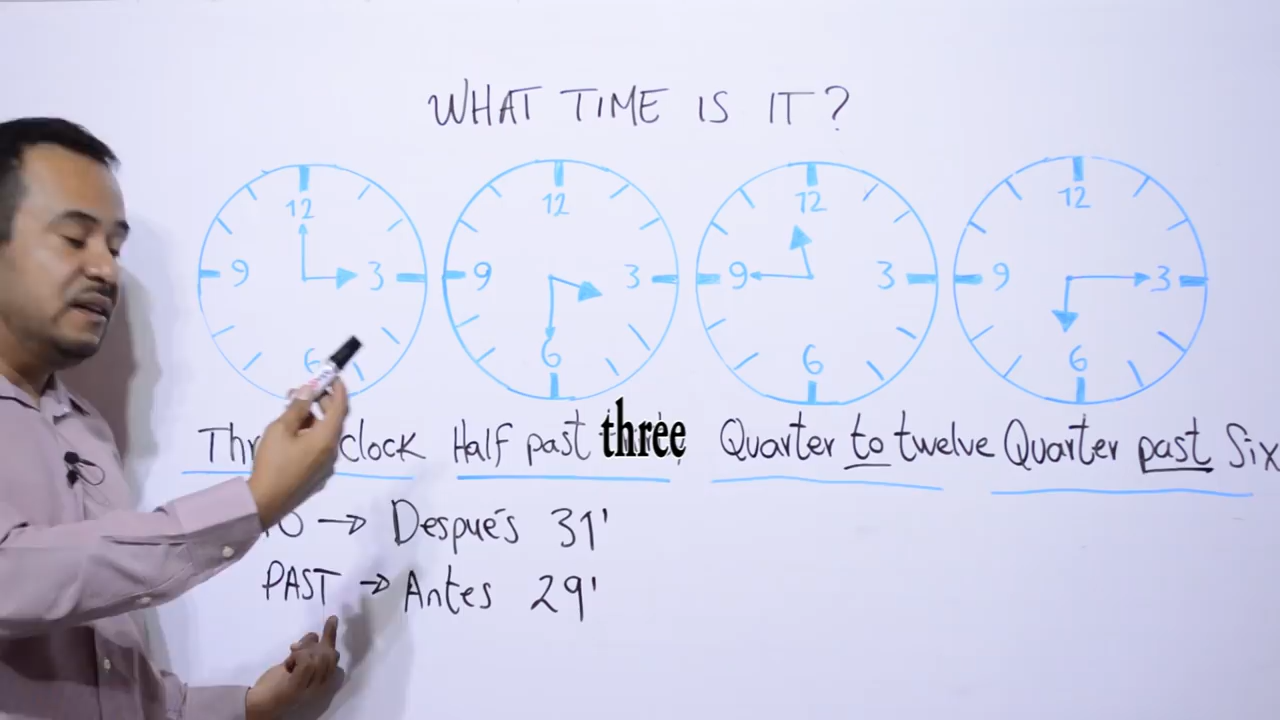 WHAT TIME IS IT?
12 3 6 9
12 3 6 9
12 3 6 9
12 3 6 9
clock
Half past three
Quarter to twelve
Quarter past Six
→ Después 31'
PAST → Antes 29'